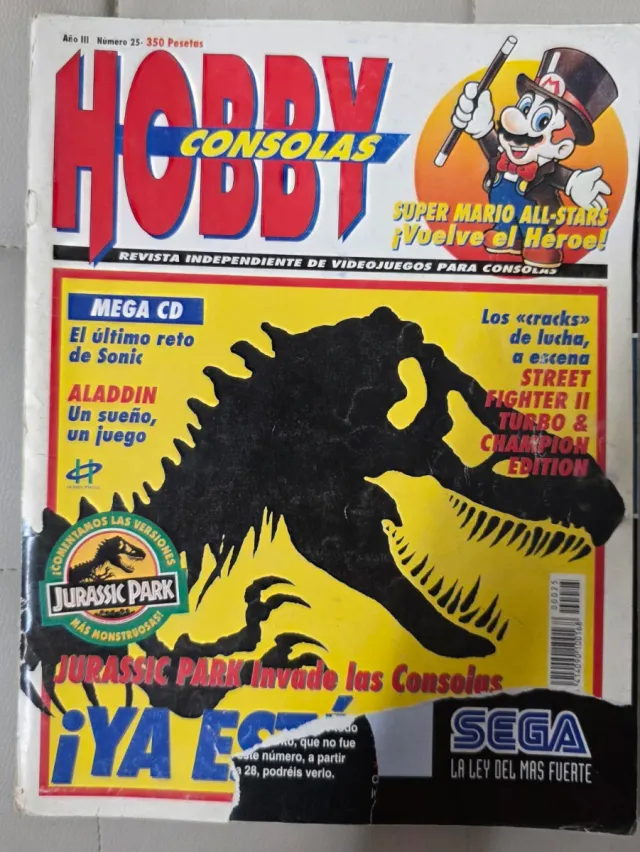 Año III Número 25- 350 Pesetas
HOBBY
CONSOLAS
SUPER MARIO ALL-STARS
¡Vuelve el Héroe!
REVISTA INDEPENDIENTE DE VIDEOJUEGOS PARA CONSOLAS
MEGA CD
El último reto
de Sonic
ALADDIN
Un sueño,
un juego
Los «cracks»
de lucha,
a escena
STREET
FIGHTER II
TURBO &
CHAMPION
EDITION
¡COMENTAMOS LAS VERSIONES
JURASSIC PARK
MÁS MONSTRUOSAS!
00025
JURASSIC PARK Invade las Consolas
¡YA ESTÁ
que no fue
este número, a partir
28, podréis verlo.
SEGA
LA LEY DEL MAS FUERTE